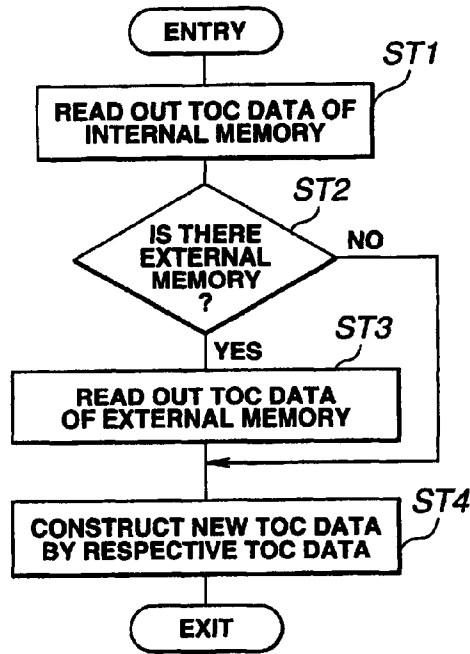 ENTRY
ST1
READ OUT TOC DATA OF
INTERNAL MEMORY
ST2
IS THERE
EXTERNAL
MEMORY
?
NO
YES
ST3
READ OUT TOC DATA
OF EXTERNAL MEMORY
ST4
CONSTRUCT NEW TOC DATA
BY RESPECTIVE TOC DATA
EXIT